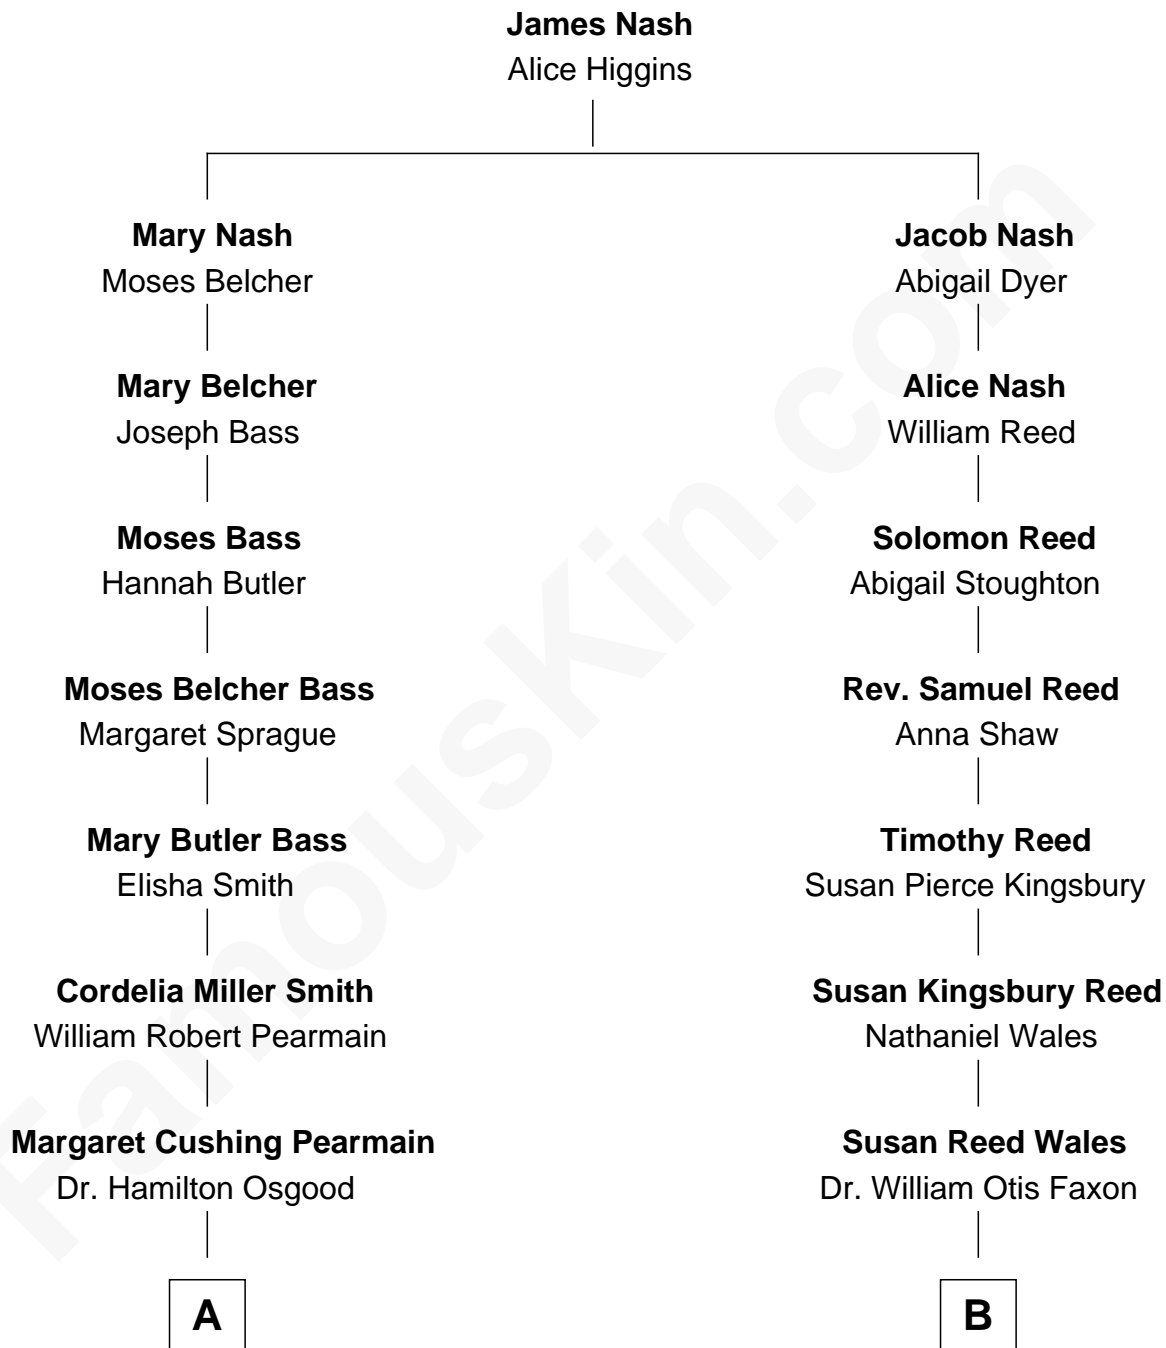 James Nash
Alice Higgins
Mary Nash
Moses Belcher
Jacob Nash
Abigail Dyer
Mary Belcher
Joseph Bass
Alice Nash
William Reed
Moses Bass
Hannah Butler
Solomon Reed
Abigail Stoughton
Moses Belcher Bass
Margaret Sprague
Rev. Samuel Reed
Anna Shaw
Mary Butler Bass
Elisha Smith
Timothy Reed
Susan Pierce Kingsbury
Cordelia Miller Smith
William Robert Pearmain
Susan Kingsbury Reed
Nathaniel Wales
Margaret Cushing Pearmain
Dr. Hamilton Osgood
Susan Reed Wales
Dr. William Otis Faxon
A
B
FamousKin.com